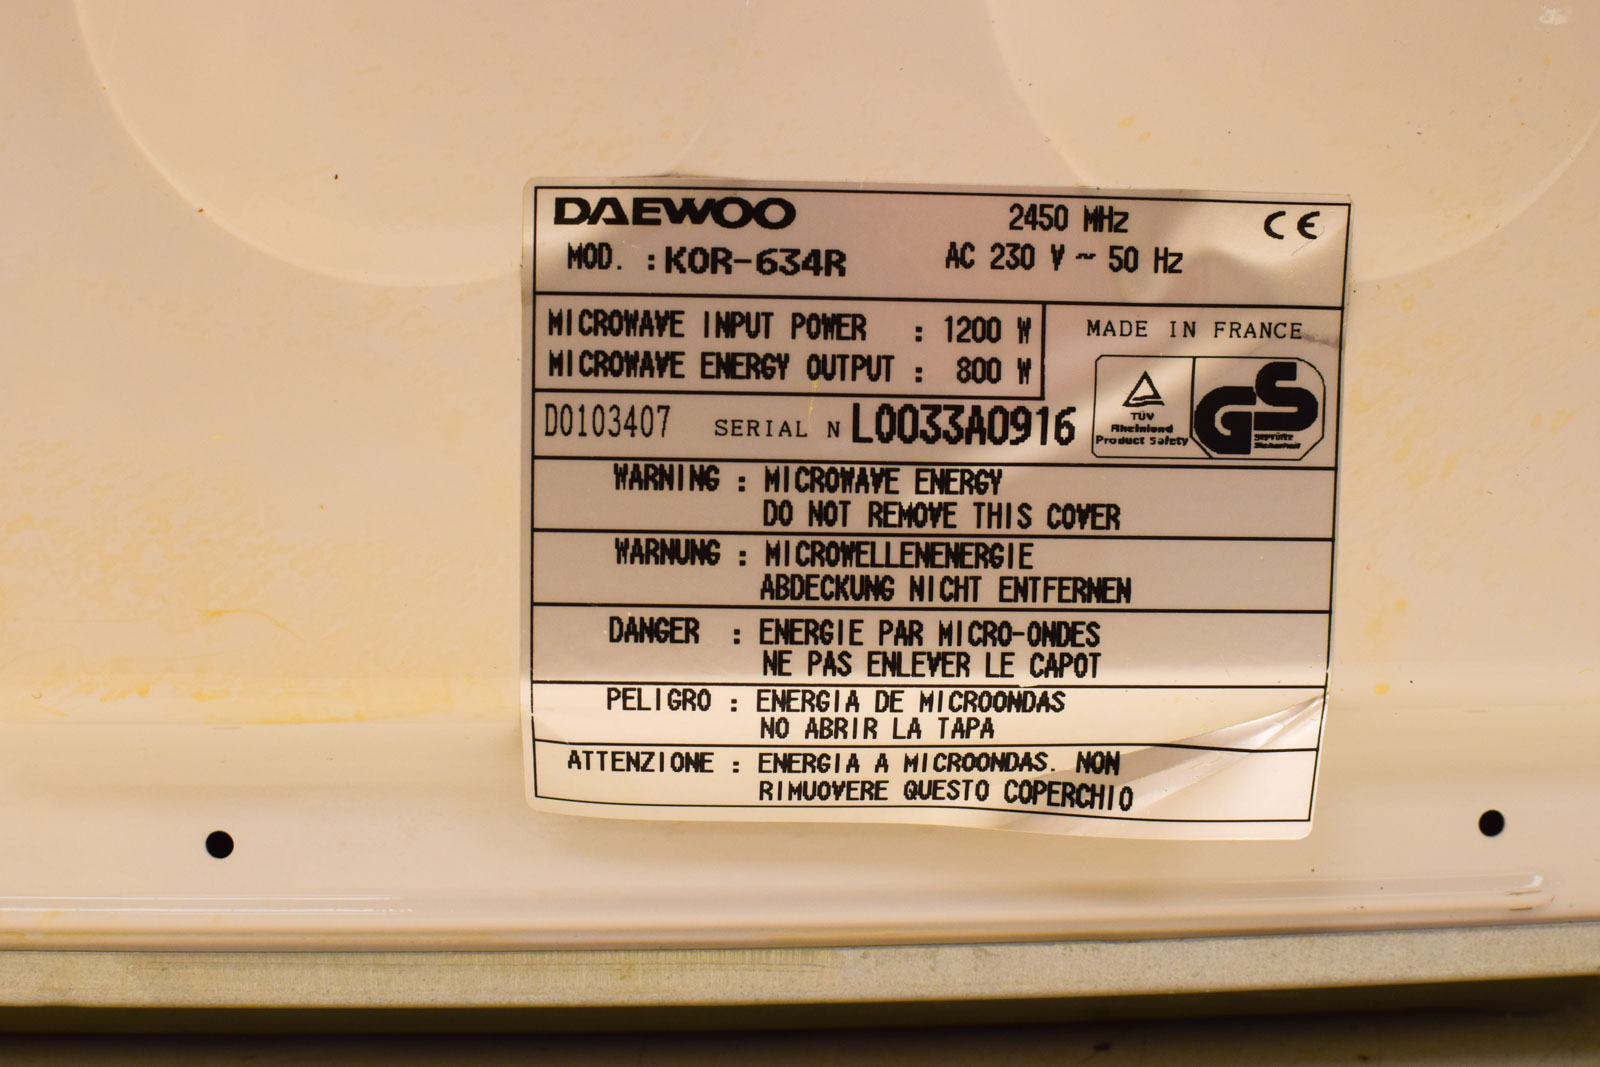 DAEWOO
2450 MHz
CE
MOD. : KOR-634R
AC 230 V ~ 50 Hz
MICROWAVE INPUT POWER : 1200 W
MICROWAVE ENERGY OUTPUT : 800 W
MADE IN FRANCE
TÜV
Rheinland
Product Safety
GS
geprüfte
Sicherheit
D0103407 SERIAL N L0033A0916
WARNING : MICROWAVE ENERGY
DO NOT REMOVE THIS COVER
WARNUNG : MICROWELLENENERGIE
ABDECKUNG NICHT ENTFERNEN
DANGER : ENERGIE PAR MICRO-ONDES
NE PAS ENLEVER LE CAPOT
PELIGRO : ENERGIA DE MICROONDAS
NO ABRIR LA TAPA
ATTENZIONE : ENERGIA A MICROONDAS. NON
RIMUOVERE QUESTO COPERCHIO